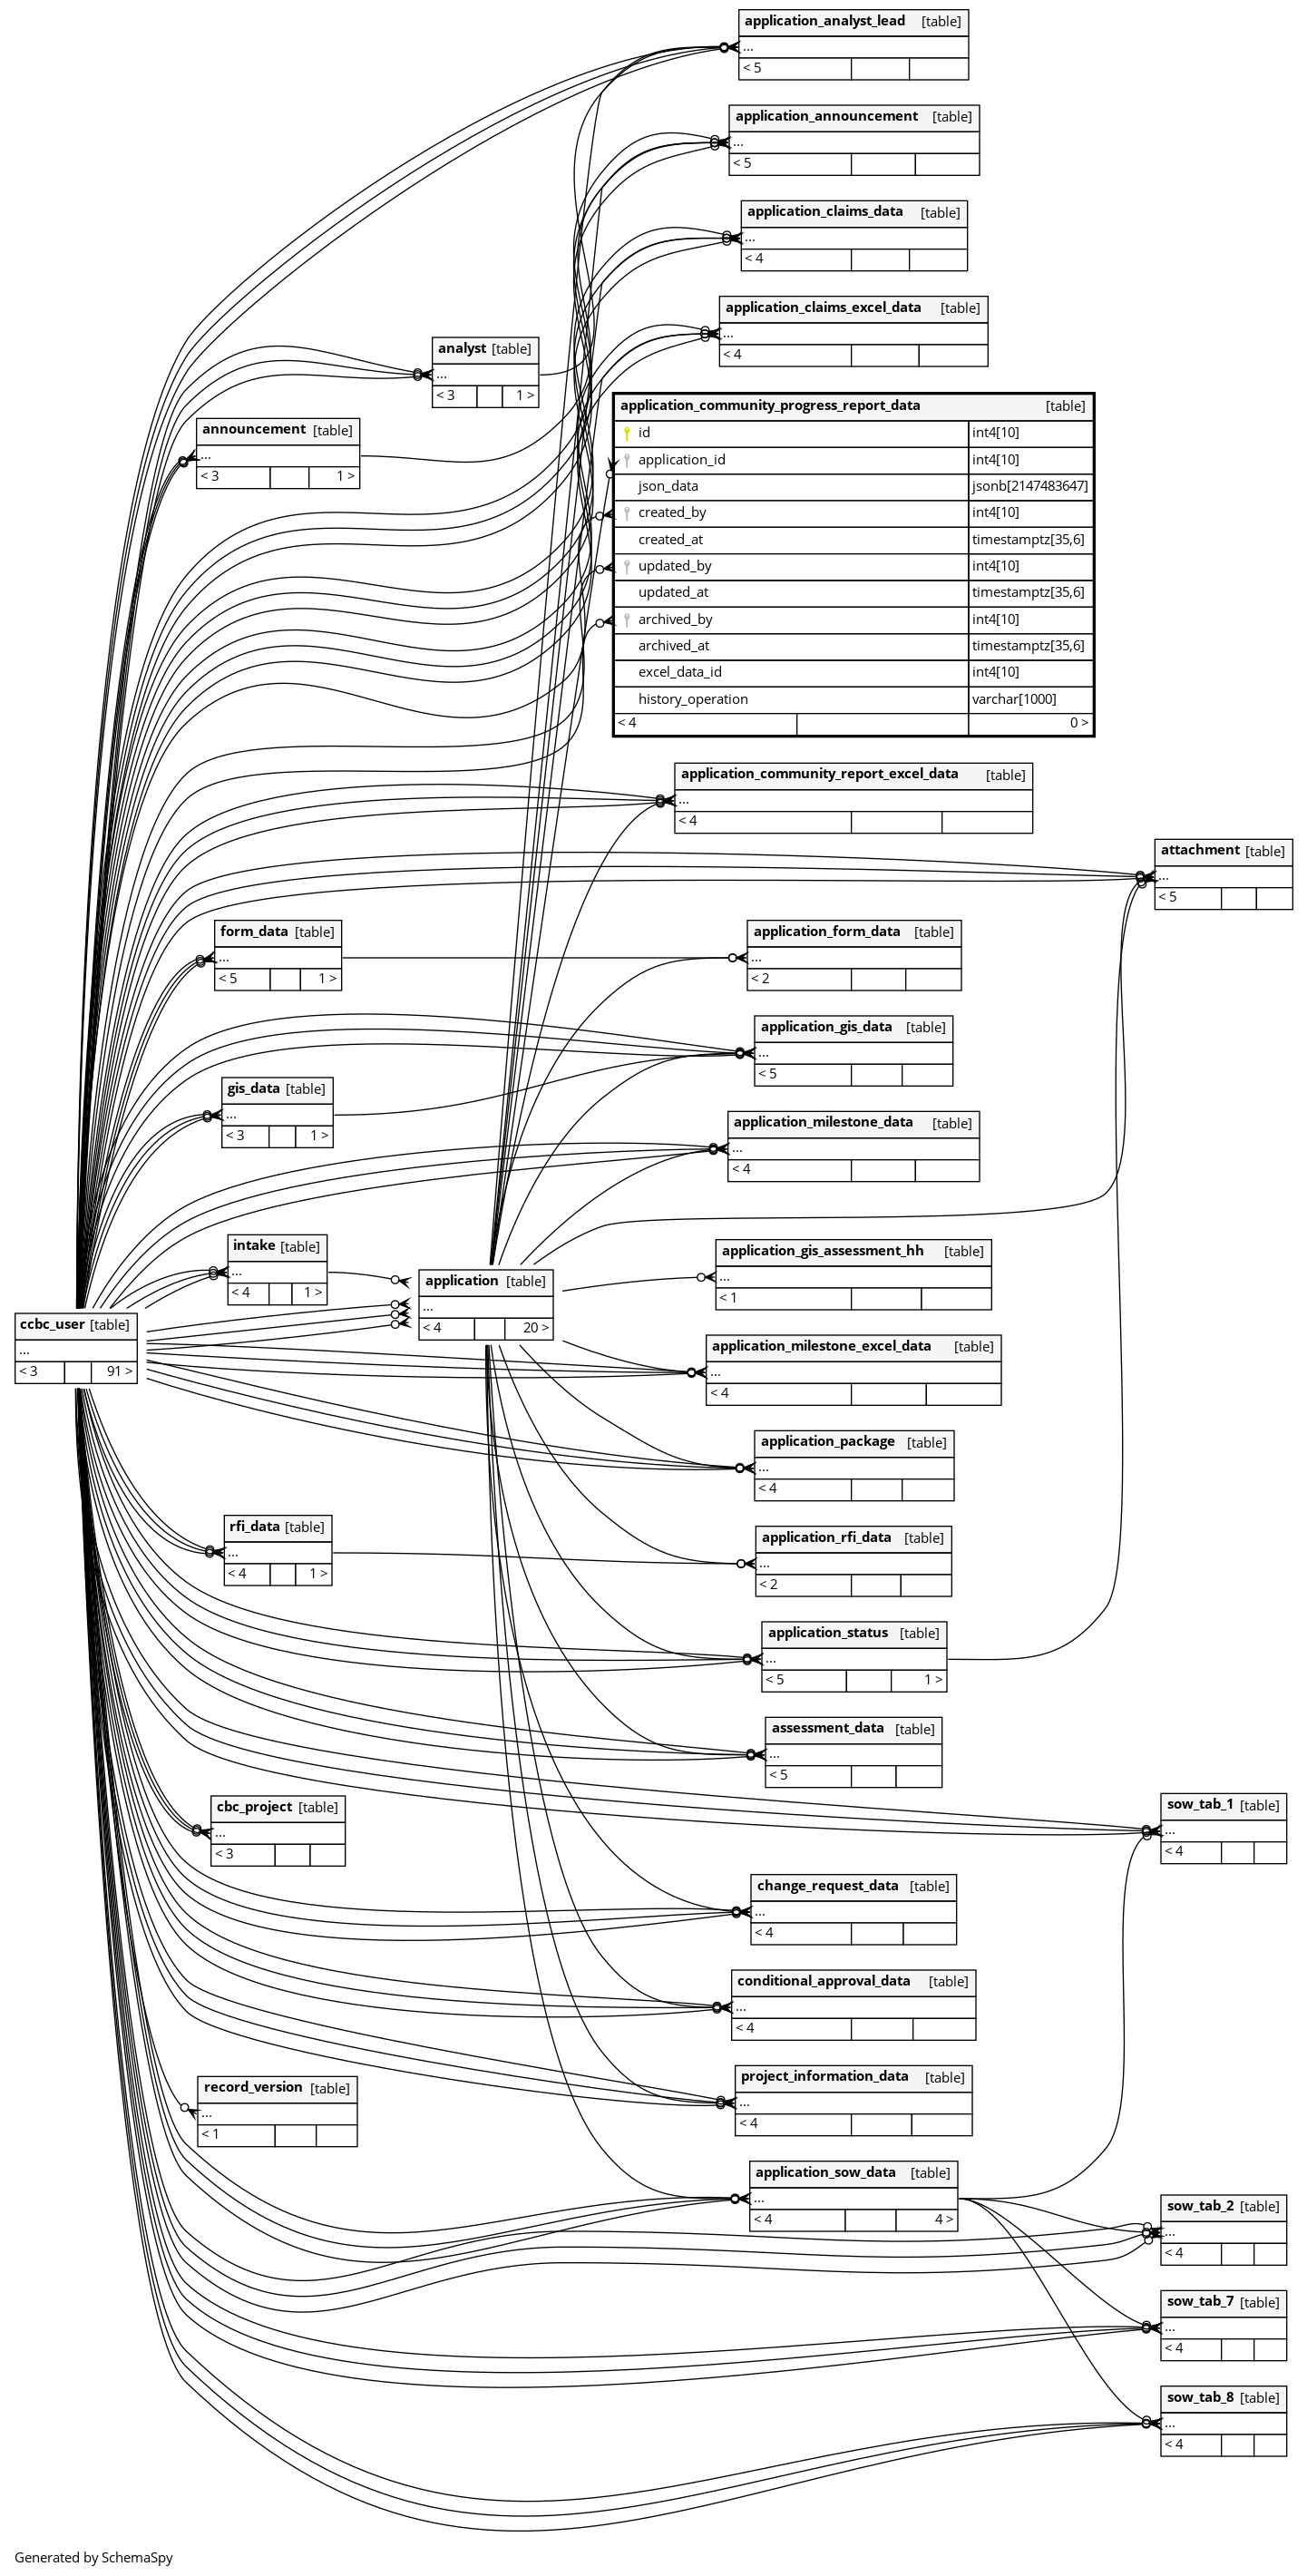 application_analyst_lead [table]
...
< 5
application_announcement [table]
...
< 5
application_claims_data [table]
...
< 4
application_claims_excel_data [table]
...
< 4
analyst [table]
...
< 3 1 >
announcement [table]
...
< 3 1 >
application_community_progress_report_data [table]
id int4[10]
application_id int4[10]
json_data jsonb[2147483647]
created_by int4[10]
created_at timestamptz[35,6]
updated_by int4[10]
updated_at timestamptz[35,6]
archived_by int4[10]
archived_at timestamptz[35,6]
excel_data_id int4[10]
history_operation varchar[1000]
< 4 0 >
application_community_report_excel_data [table]
...
< 4
attachment [table]
...
< 5
form_data [table]
...
< 5 1 >
application_form_data [table]
...
< 2
application_gis_data [table]
...
< 5
gis_data [table]
...
< 3 1 >
application_milestone_data [table]
...
< 4
intake [table]
...
< 4 1 >
application_gis_assessment_hh [table]
...
< 1
application [table]
...
< 4 20 >
ccbc_user [table]
...
< 3 91 >
application_milestone_excel_data [table]
...
< 4
application_package [table]
...
< 4
rfi_data [table]
...
< 4 1 >
application_rfi_data [table]
...
< 2
application_status [table]
...
< 5 1 >
assessment_data [table]
...
< 5
cbc_project [table]
...
< 3
sow_tab_1 [table]
...
< 4
change_request_data [table]
...
< 4
conditional_approval_data [table]
...
< 4
project_information_data [table]
...
< 4
record_version [table]
...
< 1
application_sow_data [table]
...
< 4 4 >
sow_tab_2 [table]
...
< 4
sow_tab_7 [table]
...
< 4
sow_tab_8 [table]
...
< 4
Generated by SchemaSpy